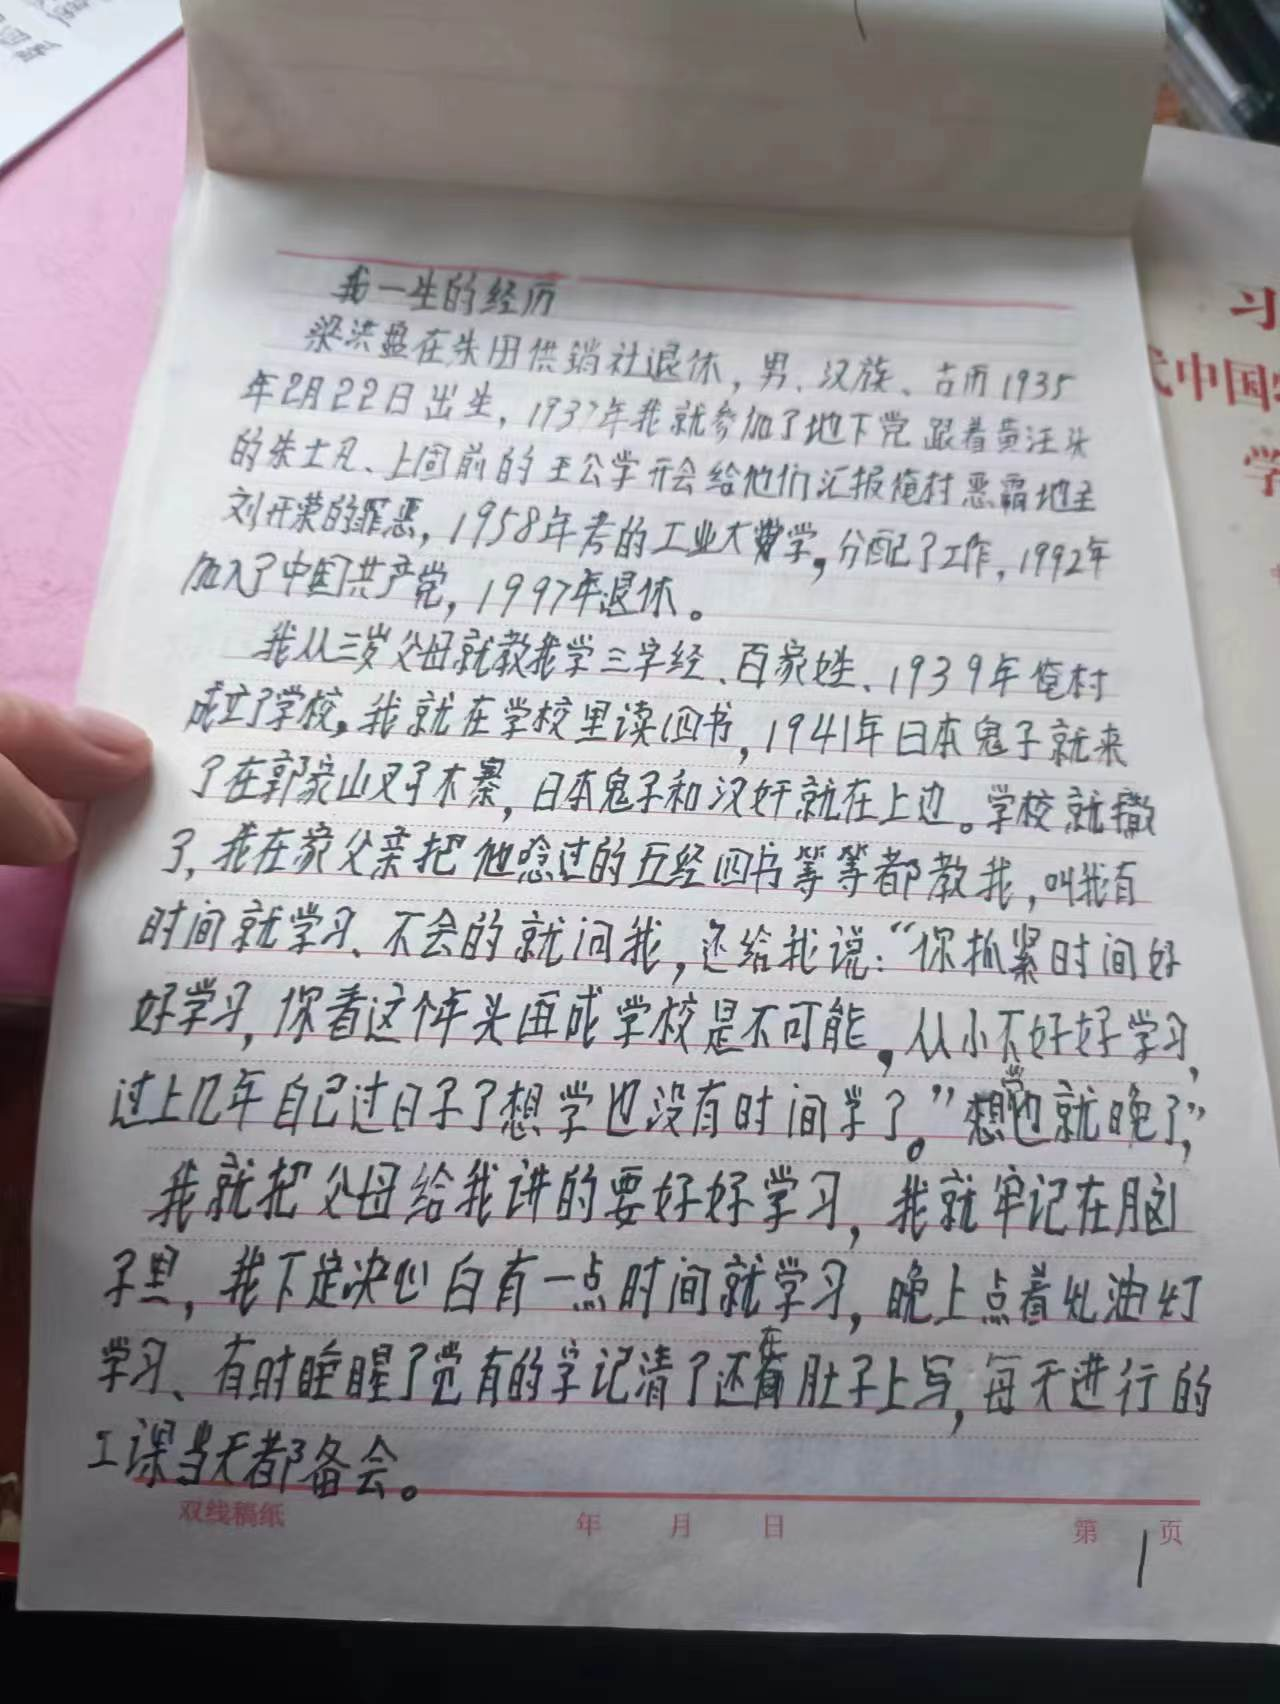 我一生的经历
梁洪盈在朱田供销社退休，男、汉族、古历1935
年2月22日出生，1937年我就参加了地下党跟着黄汪头
的朱士凡、上固前的王公学开会给他们汇报俺村恶霸地主
刘开荣的罪恶，1958年考的工业大学，分配了工作，1992年
加入了中国共产党，1997年退休。
我从三岁父母就教我学三字经、百家姓、1939年俺村
成立了学校，我就在学校里读四书，1941年日本鬼子就来
了在郭家山叉子木寨，日本鬼子和汉奸就在上边。学校就撤
了，我在家父亲把他念过的五经四书等等都教我，叫我有
时间就学习、不会的就问我，还给我说：“你抓紧时间好
好学习，你看这个年头再成学校是不可能，从小不好好学习，
过上几年自己过日子了想学也没有时间学了。”想学也就晚了，”
我就把父母给我讲的要好好学习，我就牢记在脑
子里，我下定决心白有一点时间就学习，晚上点着灿油灯
学习、有时睡醒了觉有的学记清了还在肚子上写，每天进行的
工课当天都备会。
双线稿纸 年 月 日 第 1 页
习
代中国特
学